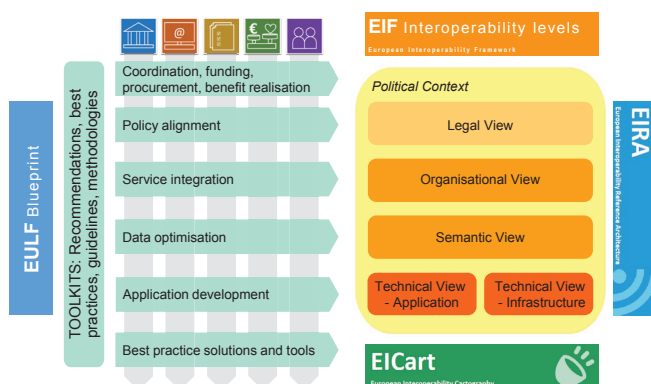 EULF Blueprint
TOOLKITS: Recommendations, best
practices, guidelines, methodologies
@
€
Coordination, funding,
procurement, benefit realisation
Policy alignment
Service integration
Data optimisation
Application development
Best practice solutions and tools
EIF Interoperability levels
European Interoperability Framework
Political Context
Legal View
Organisational View
Semantic View
Technical View
- Application
Technical View
- Infrastructure
EIRA
European Interoperability Reference Architecture
EICart
European Interoperability Cartography